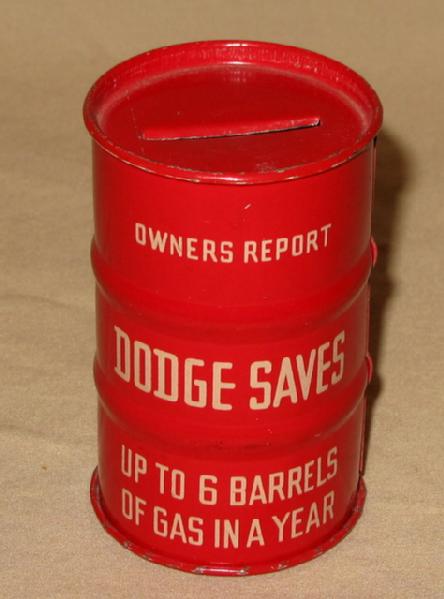 OWNERS REPORT
DODGE SAVES
UP TO 6 BARRELS
OF GAS IN A YEAR